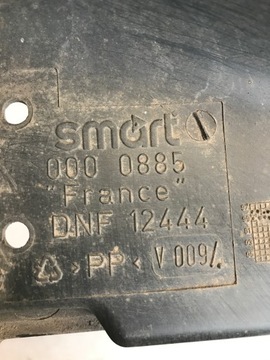 smart
000 0885
"France"
DNF 12444
>PP< V 009/